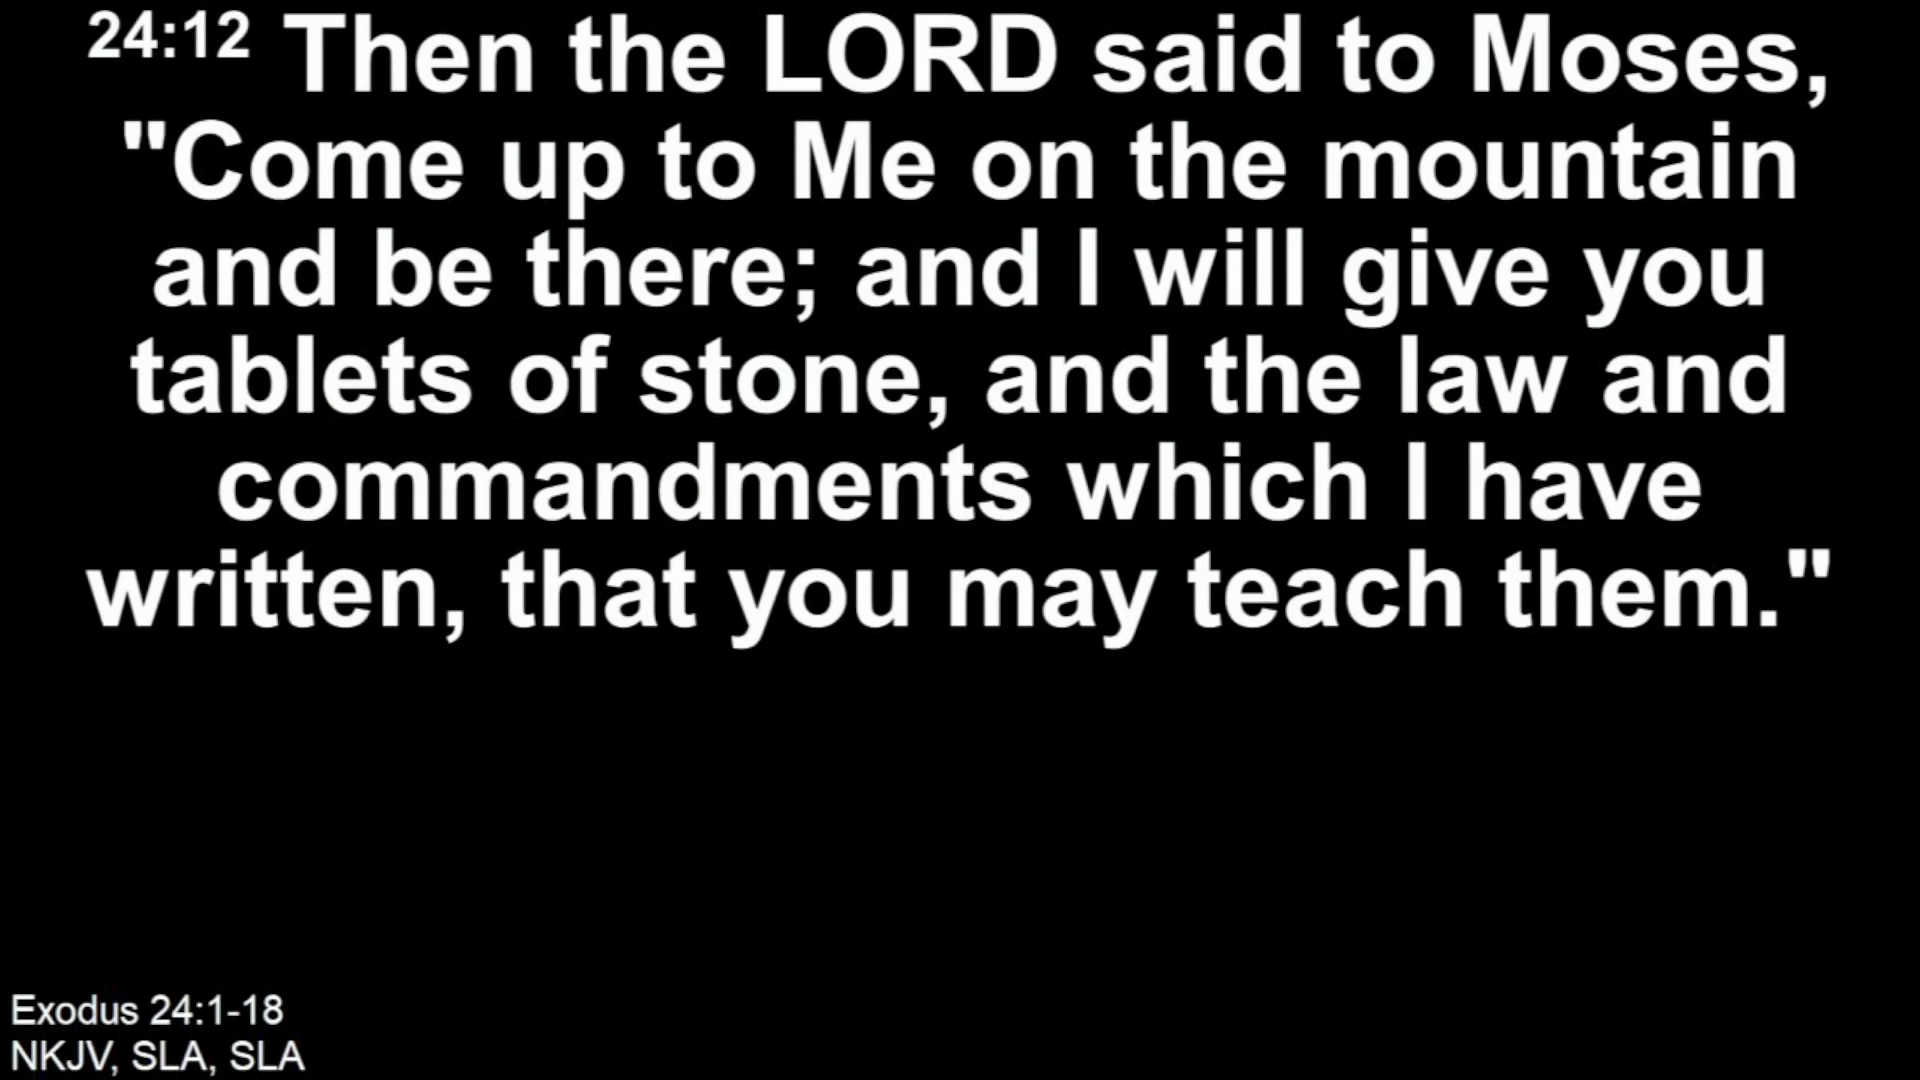 24:12 Then the LORD said to Moses,
"Come up to Me on the mountain
and be there; and I will give you
tablets of stone, and the law and
commandments which I have
written, that you may teach them."
Exodus 24:1-18
NKJV, SLA, SLA